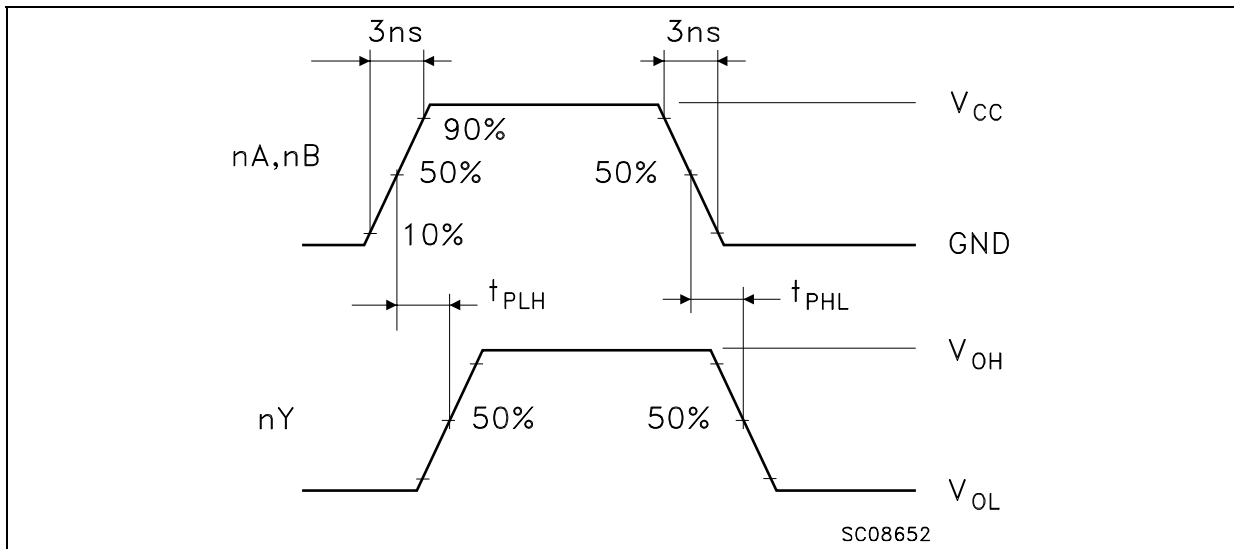 3ns 3ns
V_CC
90%
nA,nB
50% 50%
10%
GND
t_PLH t_PHL
V_OH
50% 50%
nY
V_OL
SC08652